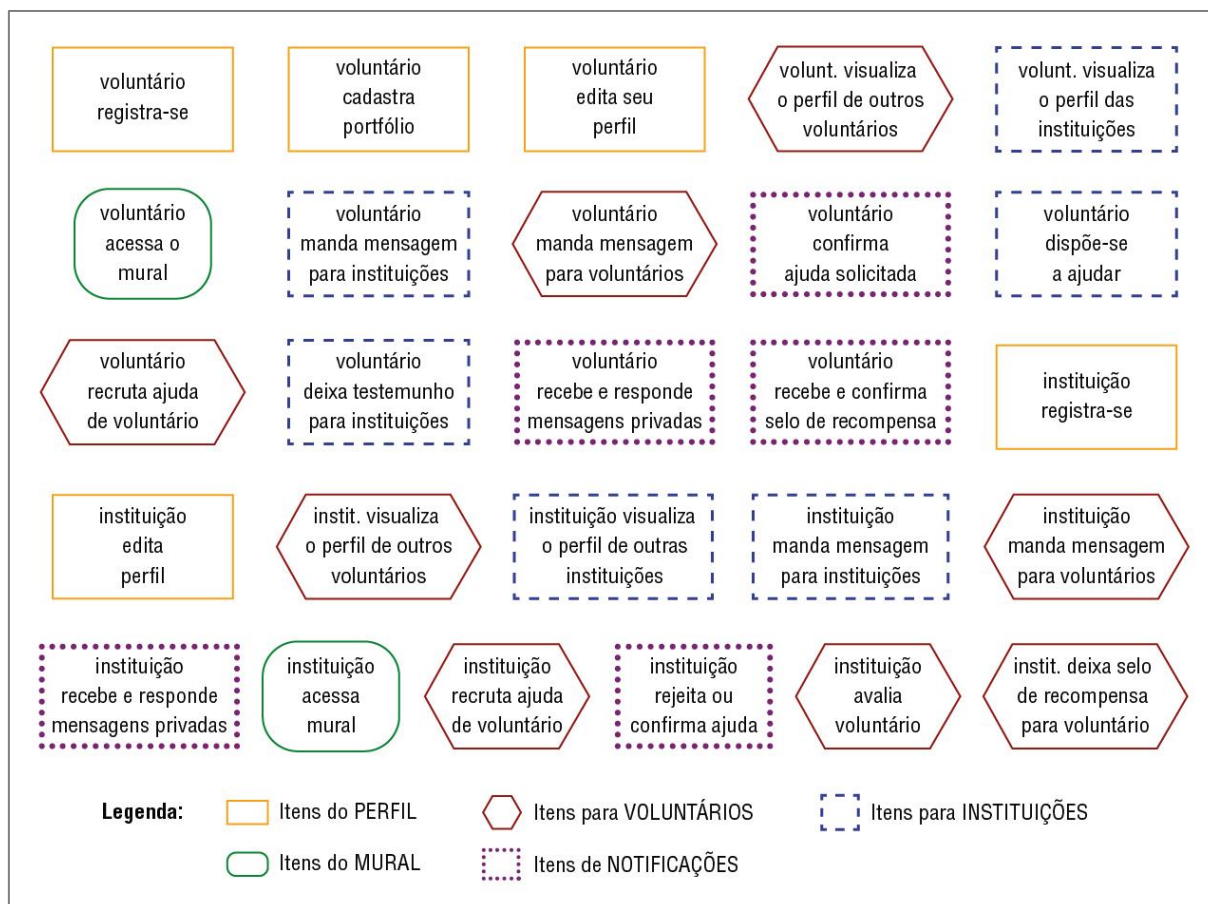 voluntário
registra-se
voluntário
cadastra
portfólio
voluntário
edita seu
perfil
volunt. visualiza
o perfil de outros
voluntários
volunt. visualiza
o perfil das
instituições
voluntário
acessa o
mural
voluntário
manda mensagem
para instituições
voluntário
manda mensagem
para voluntários
voluntário
confirma
ajuda solicitada
voluntário
dispõe-se
a ajudar
voluntário
recruta ajuda
de voluntário
voluntário
deixa testemunho
para instituições
voluntário
recebe e responde
mensagens privadas
voluntário
recebe e confirma
selo de recompensa
instituição
registra-se
instituição
edita
perfil
instit. visualiza
o perfil de outros
voluntários
instituição visualiza
o perfil de outras
instituições
instituição
manda mensagem
para instituições
instituição
manda mensagem
para voluntários
instituição
recebe e responde
mensagens privadas
instituição
acessa
mural
instituição
recruta ajuda
de voluntário
instituição
rejeita ou
confirma ajuda
instituição
avalia
voluntário
instit. deixa selo
de recompensa
para voluntário
Legenda:
Itens do PERFIL
Itens para VOLUNTÁRIOS
Itens para INSTITUIÇÕES
Itens do MURAL
Itens de NOTIFICAÇÕES